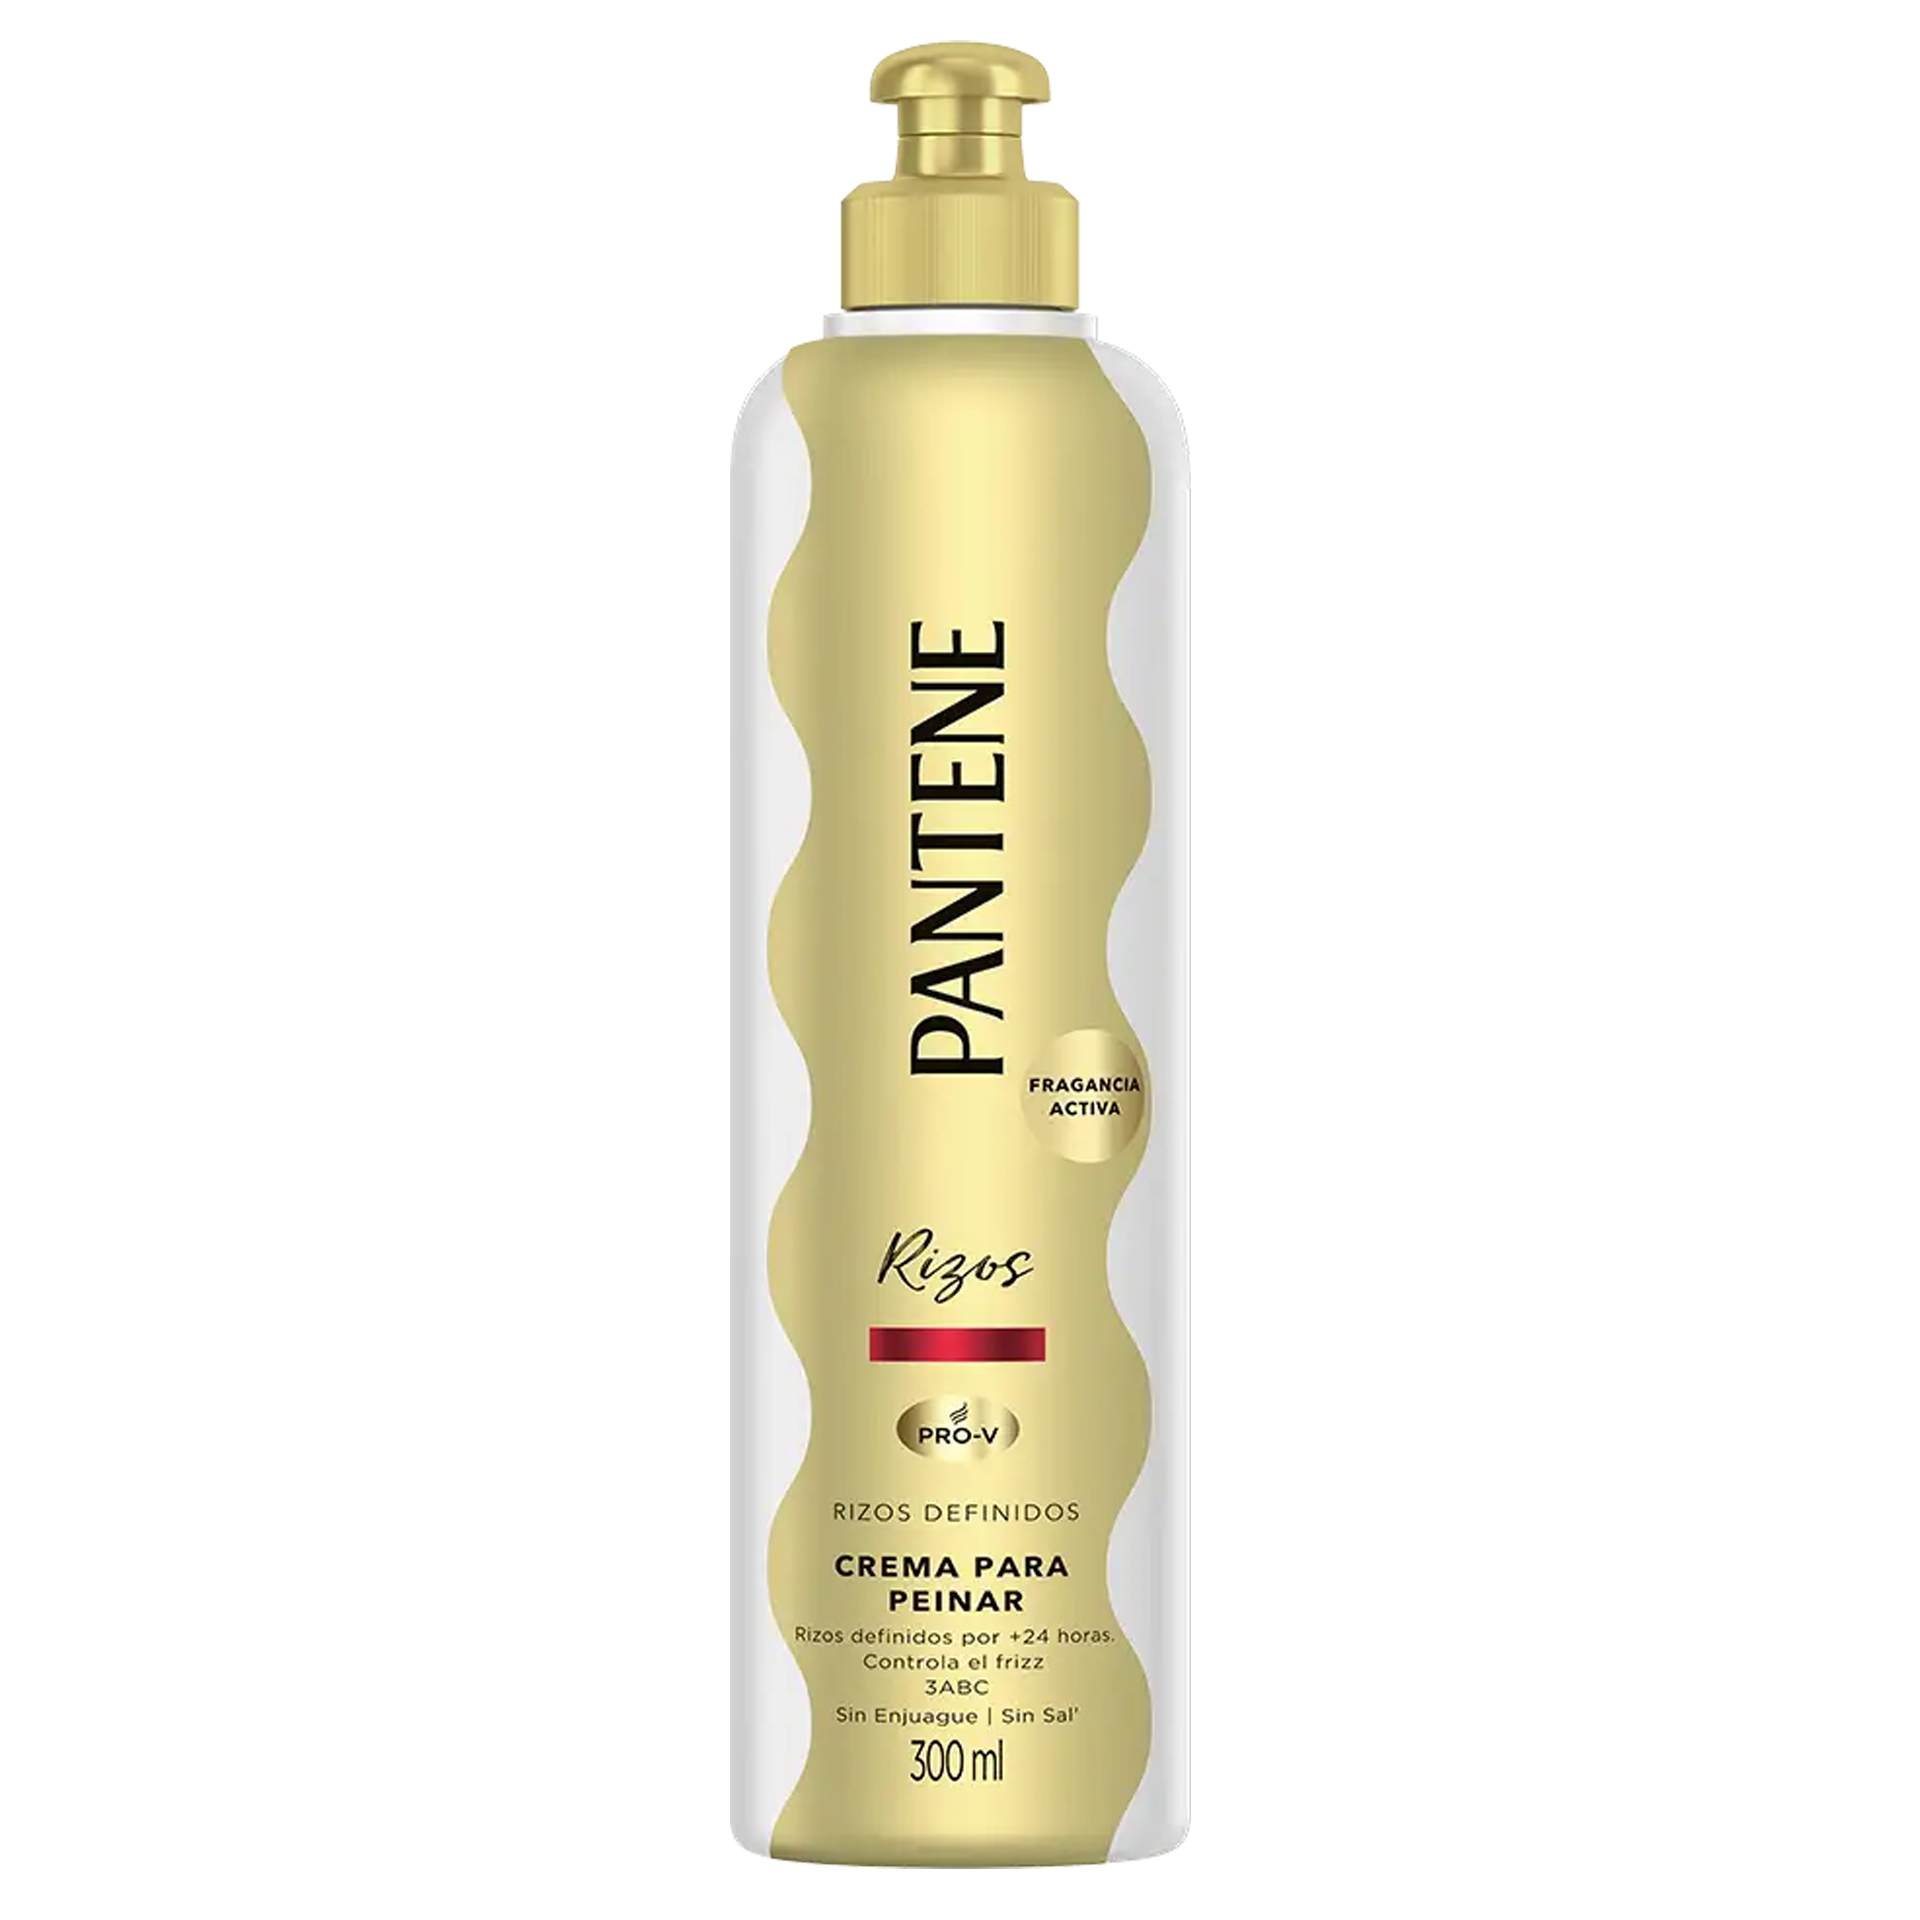 PANTENE
FRAGANCIA
ACTIVA
Rizos
PRO-V
RIZOS DEFINIDOS
CREMA PARA
PEINAR
Rizos definidos por +24 horas.
Controla el frizz
3ABC
Sin Enjuague | Sin Sal'
300 ml